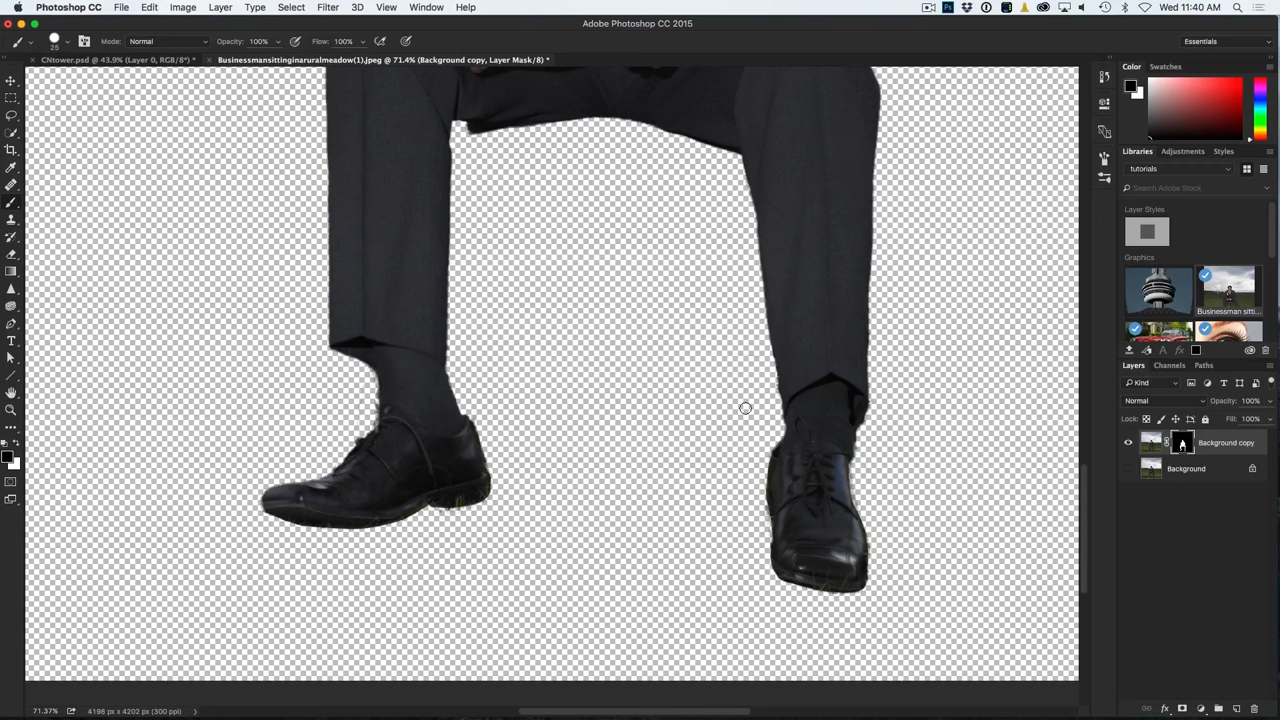 Photoshop CC File Edit Image Layer Type Select Filter 3D View Window Help Wed 11:40 AM
Adobe Photoshop CC 2015
25 Mode: Normal Opacity: 100% Flow: 100% Essentials
CNtower.psd @ 43.9% (Layer 0, RGB/8*) * Businessmansittinginaruralmeadow(1).jpeg @ 71.4% (Background copy, Layer Mask/8) *
Color Swatches
Libraries Adjustments Styles
tutorials
Search Adobe Stock
Layer Styles
Graphics
Businessman sitti...
Layers Channels Paths
Kind
Normal Opacity: 100%
Lock: Fill: 100%
Background copy
Background
71.37% 4198 px x 4202 px (300 ppi)